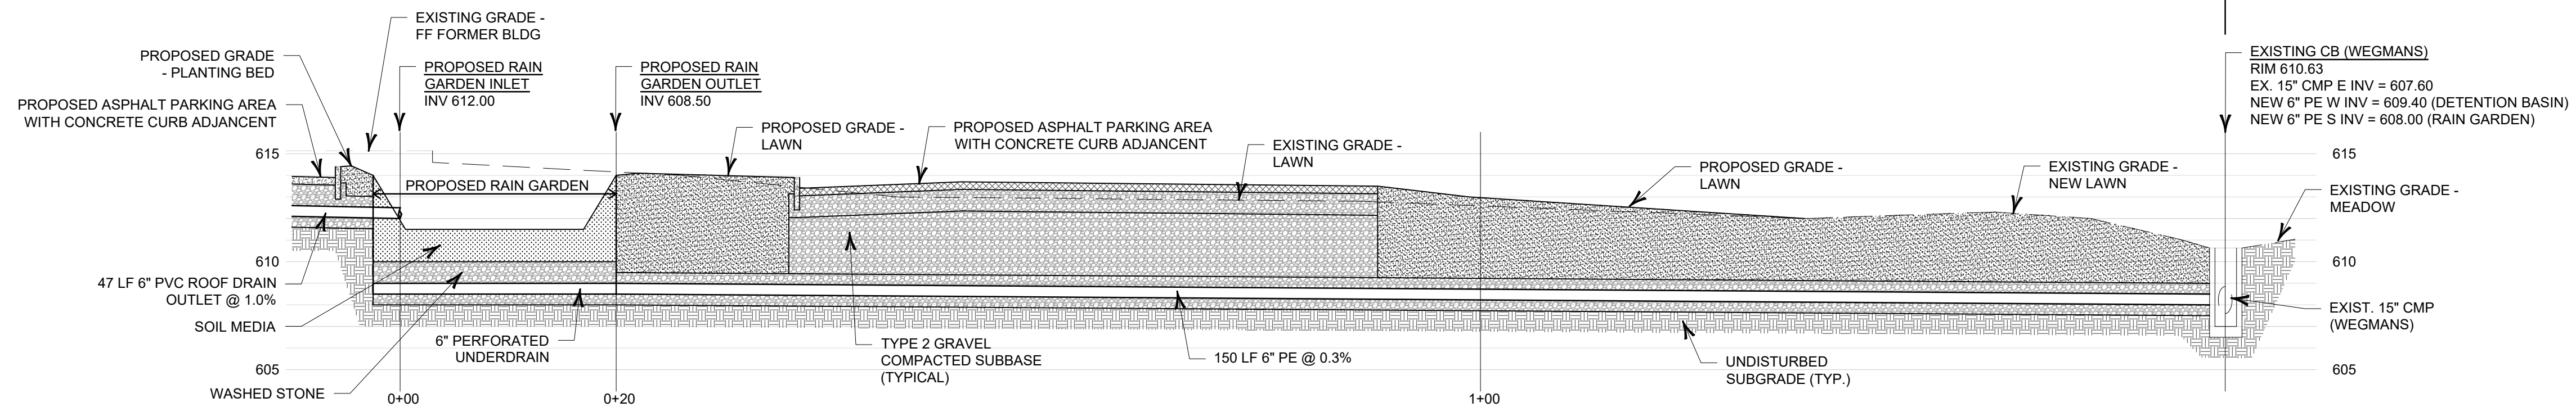 EXISTING GRADE -
FF FORMER BLDG
PROPOSED GRADE
- PLANTING BED
PROPOSED RAIN
GARDEN INLET
INV 612.00
PROPOSED RAIN
GARDEN OUTLET
INV 608.50
EXISTING CB (WEGMANS)
RIM 610.63
EX. 15" CMP E INV = 607.60
NEW 6" PE W INV = 609.40 (DETENTION BASIN)
NEW 6" PE S INV = 608.00 (RAIN GARDEN)
PROPOSED ASPHALT PARKING AREA
WITH CONCRETE CURB ADJANCENT
PROPOSED GRADE -
LAWN
PROPOSED ASPHALT PARKING AREA
WITH CONCRETE CURB ADJANCENT
EXISTING GRADE -
LAWN
PROPOSED GRADE -
LAWN
EXISTING GRADE -
NEW LAWN
EXISTING GRADE -
MEADOW
615
615
PROPOSED RAIN GARDEN
610
610
47 LF 6" PVC ROOF DRAIN
OUTLET @ 1.0%
SOIL MEDIA
6" PERFORATED
UNDERDRAIN
TYPE 2 GRAVEL
COMPACTED SUBBASE
(TYPICAL)
150 LF 6" PE @ 0.3%
UNDISTURBED
SUBGRADE (TYP.)
EXIST. 15" CMP
(WEGMANS)
605
605
WASHED STONE
0+00
0+20
1+00